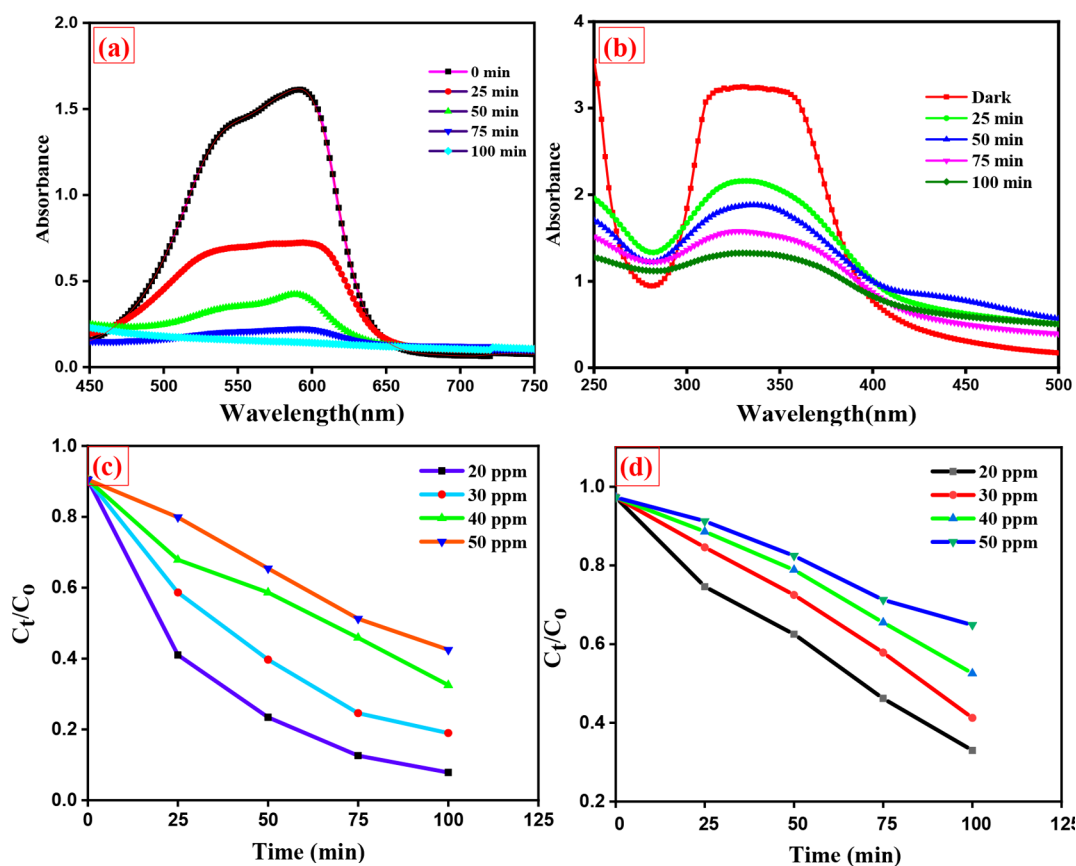 (a)
2.0
1.5
1.0
0.5
0.0
Absorbance
0 min
25 min
50 min
75 min
100 min
450 500 550 600 650 700 750
Wavelength(nm)
(b)
4
3
2
1
0
Absorbance
Dark
25 min
50 min
75 min
100 min
250 300 350 400 450 500
Wavelength(nm)
(c)
1.0
0.8
0.6
0.4
0.2
0.0
Ct/Co
20 ppm
30 ppm
40 ppm
50 ppm
0 25 50 75 100 125
Time (min)
(d)
1.0
0.8
0.6
0.4
0.2
Ct/Co
20 ppm
30 ppm
40 ppm
50 ppm
0 25 50 75 100 125
Time (min)